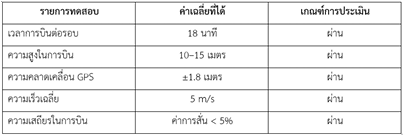 รายการทดสอบ ค่าเฉลี่ยที่ได้ เกณฑ์การประเมิน
เวลาการบินต่อรอบ 18 นาที ผ่าน
ความสูงในการบิน 10–15 เมตร ผ่าน
ความคลาดเคลื่อน GPS ±1.8 เมตร ผ่าน
ความเร็วเฉลี่ย 5 m/s ผ่าน
ความเสถียรในการบิน ค่าการสั่น < 5% ผ่าน